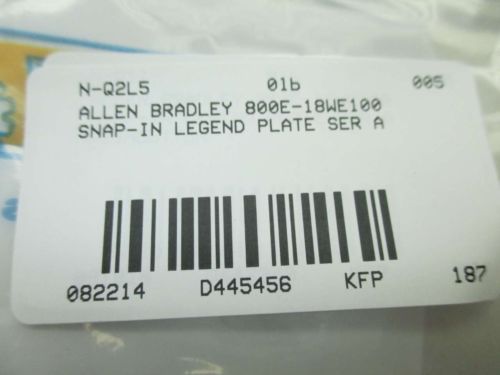 N-Q2L5 01b 005
ALLEN BRADLEY 800E-18WE100
SNAP-IN LEGEND PLATE SER A
082214 D445456 KFP 187